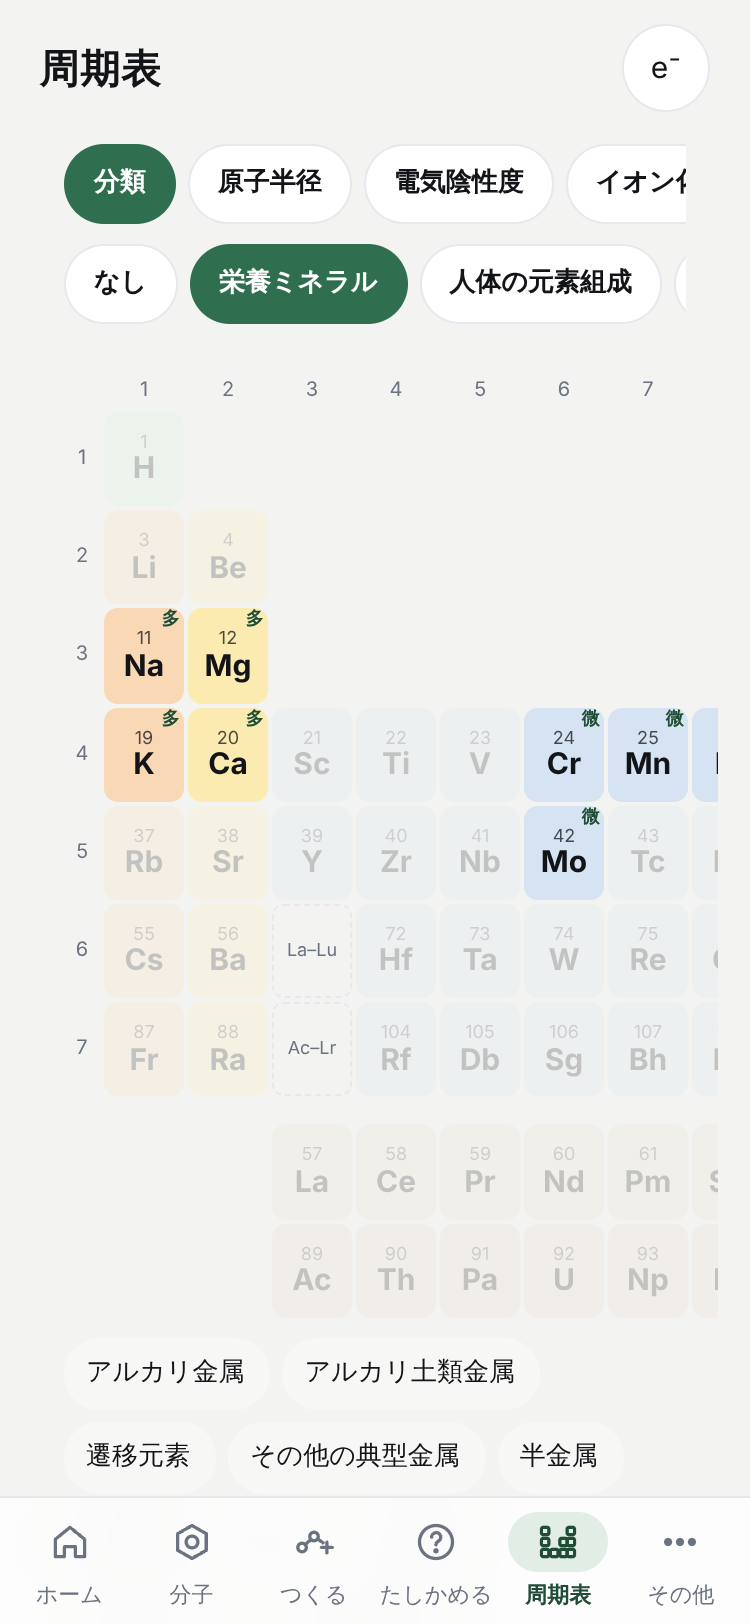 周期表
e⁻
分類 原子半径 電気陰性度 イオン
なし 栄養ミネラル 人体の元素組成
1 2 3 4 5 6 7
1
1
H
2
3 4
Li Be
3
多 多
11 12
Na Mg
4
多 多 微 微
19 20 21 22 23 24 25
K Ca Sc Ti V Cr Mn
5
微
37 38 39 40 41 42 43
Rb Sr Y Zr Nb Mo Tc
6
55 56 72 73 74 75
Cs Ba La–Lu Hf Ta W Re
7
87 88 104 105 106 107
Fr Ra Ac–Lr Rf Db Sg Bh
57 58 59 60 61
La Ce Pr Nd Pm
89 90 91 92 93
Ac Th Pa U Np
アルカリ金属 アルカリ土類金属
遷移元素 その他の典型金属 半金属
ホーム 分子 つくる たしかめる 周期表 その他